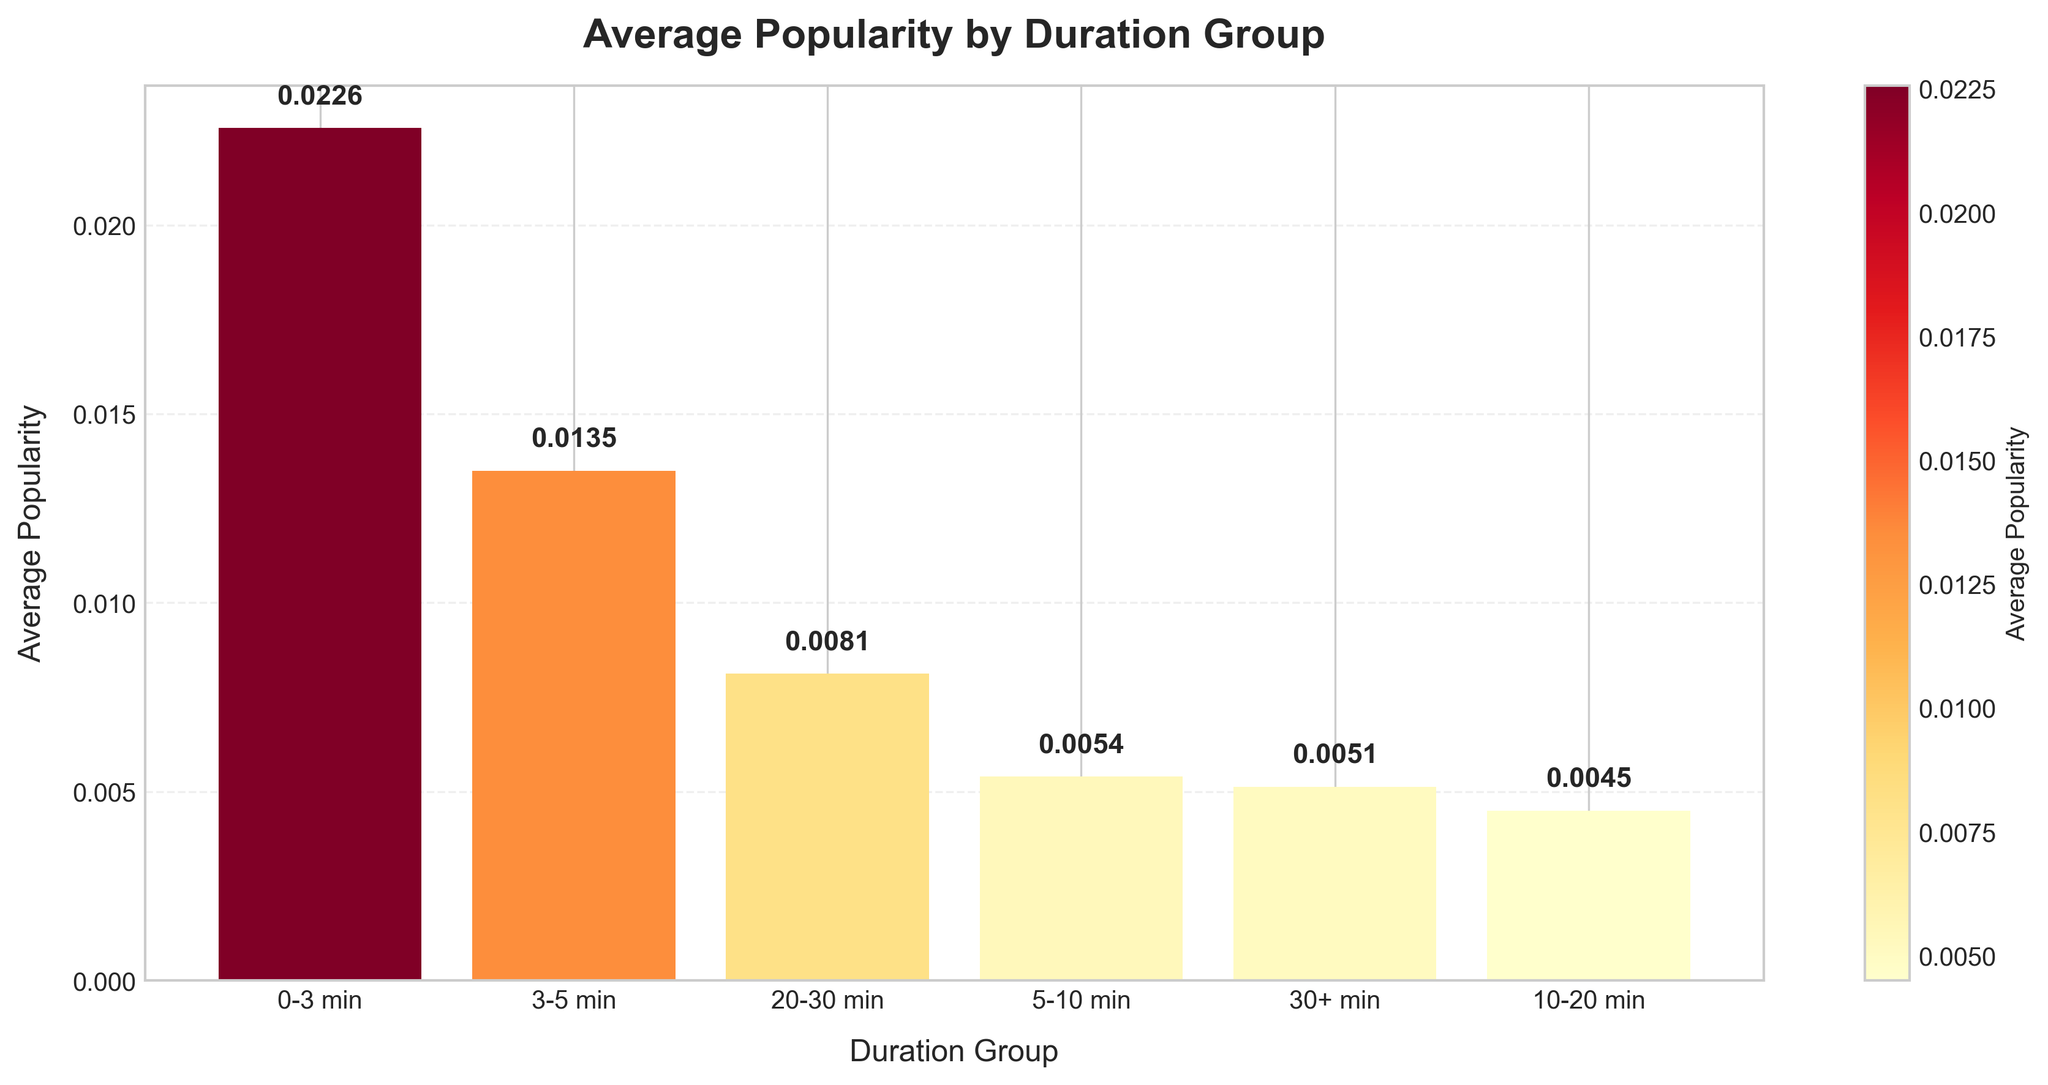 Average Popularity by Duration Group
Average Popularity
0.020
0.015
0.010
0.005
0.000
0.0226
0.0135
0.0081
0.0054
0.0051
0.0045
0-3 min
3-5 min
20-30 min
5-10 min
30+ min
10-20 min
Duration Group
0.0225
0.0200
0.0175
0.0150
0.0125
0.0100
0.0075
0.0050
Average Popularity